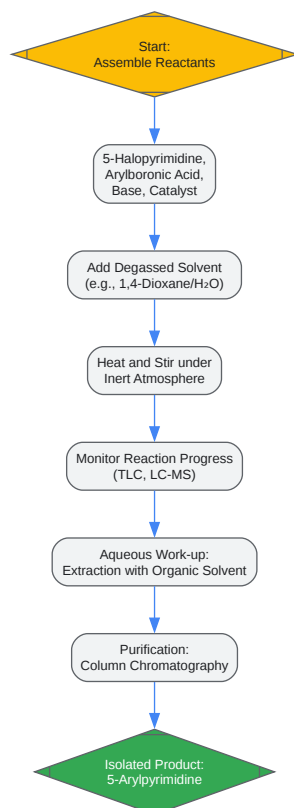 Start:
Assemble Reactants
5-Halopyrimidine,
Arylboronic Acid,
Base, Catalyst
Add Degassed Solvent
(e.g., 1,4-Dioxane/H₂O)
Heat and Stir under
Inert Atmosphere
Monitor Reaction Progress
(TLC, LC-MS)
Aqueous Work-up:
Extraction with Organic Solvent
Purification:
Column Chromatography
Isolated Product:
5-Arylpyrimidine